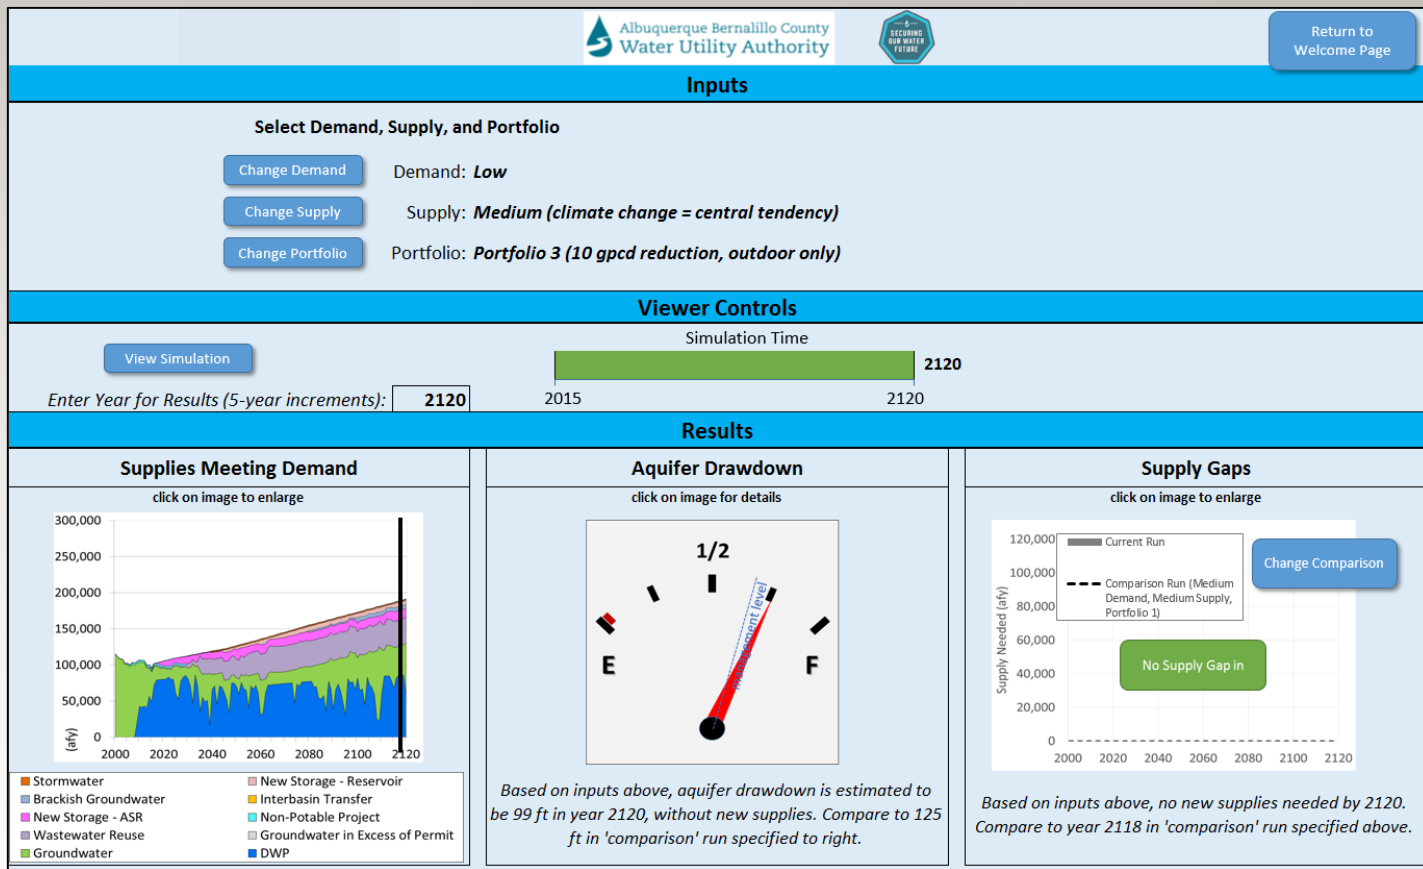 Albuquerque Bernalillo County
Water Utility Authority
SECURING
OUR WATER
FUTURE
Return to
Welcome Page
Inputs
Select Demand, Supply, and Portfolio
Change Demand
Demand: Low
Change Supply
Supply: Medium (climate change = central tendency)
Change Portfolio
Portfolio: Portfolio 3 (10 gpcd reduction, outdoor only)
Viewer Controls
View Simulation
Simulation Time
2120
Enter Year for Results (5-year increments): 2120
2015
2120
Results
Supplies Meeting Demand
click on image to enlarge
300,000
250,000
200,000
150,000
100,000
50,000
0
(afy)
2000 2020 2040 2060 2080 2100 2120
Stormwater
New Storage - Reservoir
Brackish Groundwater
Interbasin Transfer
New Storage - ASR
Non-Potable Project
Wastewater Reuse
Groundwater in Excess of Permit
Groundwater
DWP
Aquifer Drawdown
click on image for details
1/2
E
F
management level
Based on inputs above, aquifer drawdown is estimated to
be 99 ft in year 2120, without new supplies. Compare to 125
ft in 'comparison' run specified to right.
Supply Gaps
click on image to enlarge
Supply Needed (afy)
120,000
100,000
80,000
60,000
40,000
20,000
0
2000 2020 2040 2060 2080 2100 2120
Current Run
Comparison Run (Medium
Demand, Medium Supply,
Portfolio 1)
Change Comparison
No Supply Gap in
Based on inputs above, no new supplies needed by 2120.
Compare to year 2118 in 'comparison' run specified above.